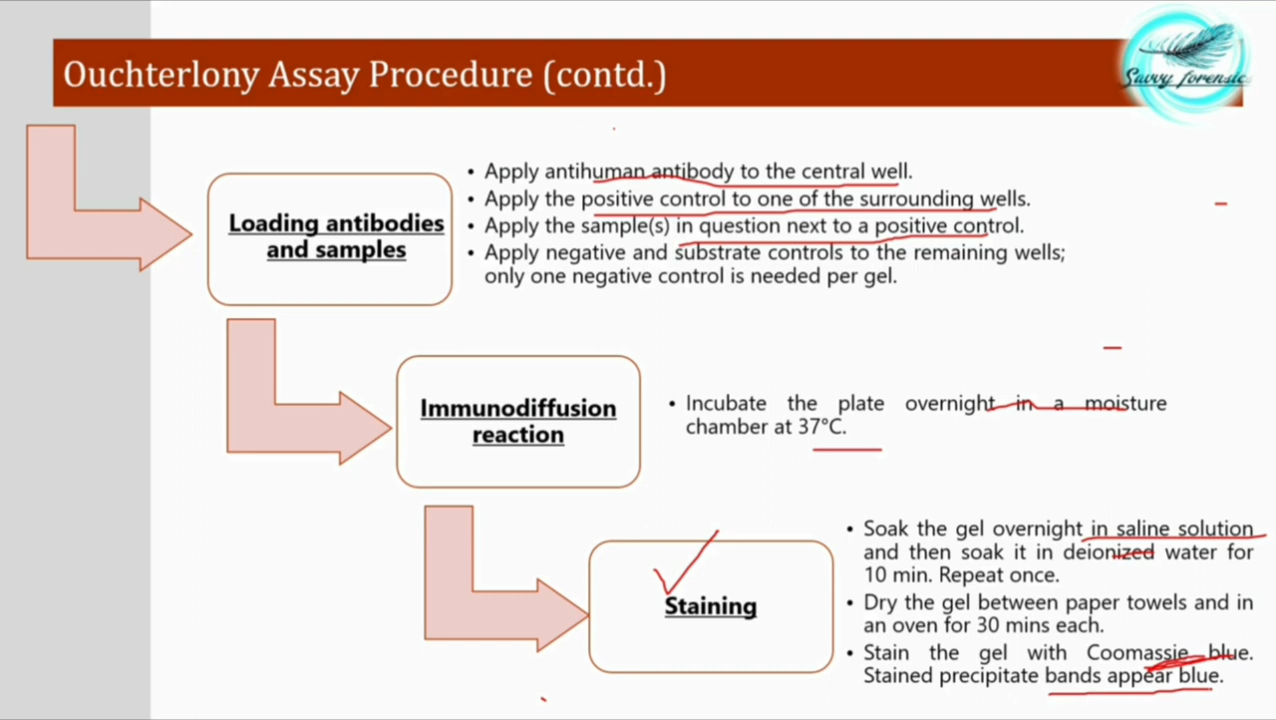 Ouchterlony Assay Procedure (contd.)
Savvy forensics
Loading antibodies
and samples
• Apply antihuman antibody to the central well.
• Apply the positive control to one of the surrounding wells.
• Apply the sample(s) in question next to a positive control.
• Apply negative and substrate controls to the remaining wells;
only one negative control is needed per gel.
Immunodiffusion
reaction
• Incubate the plate overnight in a moisture
chamber at 37°C.
Staining
• Soak the gel overnight in saline solution
and then soak it in deionized water for
10 min. Repeat once.
• Dry the gel between paper towels and in
an oven for 30 mins each.
• Stain the gel with Coomassie blue.
Stained precipitate bands appear blue.